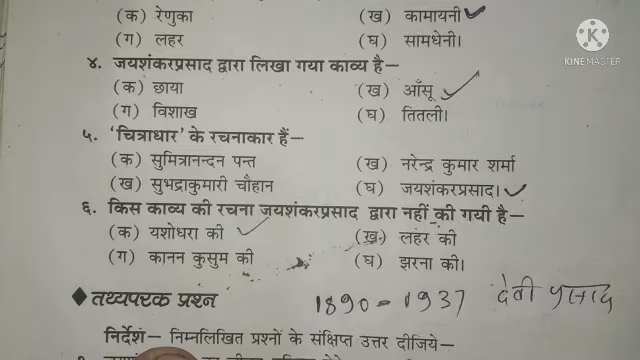 (क) रेणुका (ख) कामायनी
(ग) लहर (घ) सामधेनी।
KINEMASTER
४. जयशंकरप्रसाद द्वारा लिखा गया काव्य है—
(क) छाया (ख) आँसू
(ग) विशाख (घ) तितली।
५. 'चित्राधार' के रचनाकार हैं—
(क) सुमित्रानन्दन पन्त (ख) नरेन्द्र कुमार शर्मा
(ख) सुभद्राकुमारी चौहान (घ) जयशंकरप्रसाद।
६. किस काव्य की रचना जयशंकरप्रसाद द्वारा नहीं की गयी है—
(क) यशोधरा की (ख) लहर की
(ग) कानन कुसुम की (घ) झरना की।
◆ तथ्यपरक प्रश्न 1890 - 1937 देवी प्रसाद
निर्देश— निम्नलिखित प्रश्नों के संक्षिप्त उत्तर दीजिये—